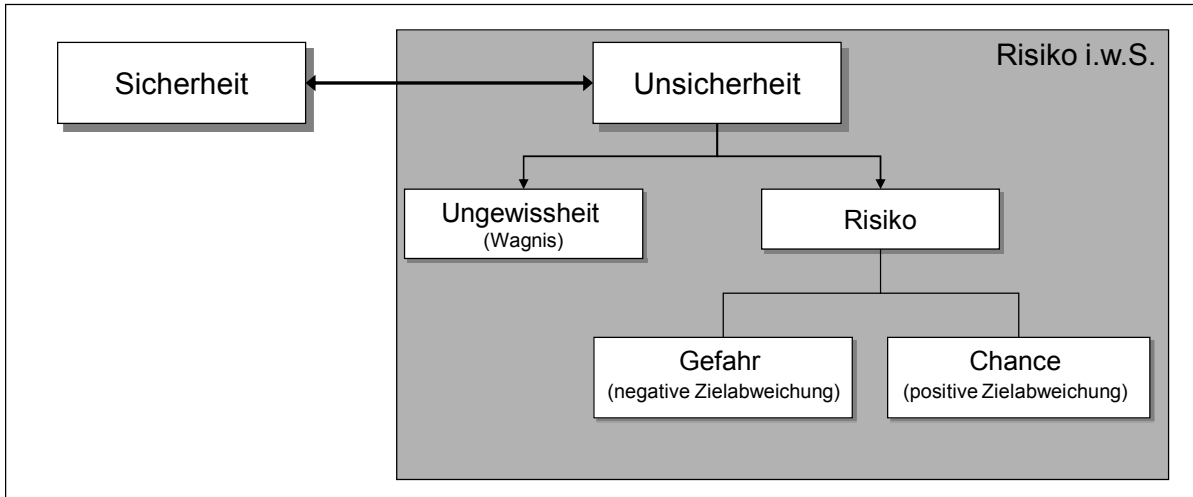 Risiko i.w.S.
Sicherheit
Unsicherheit
Ungewissheit
(Wagnis)
Risiko
Gefahr
(negative Zielabweichung)
Chance
(positive Zielabweichung)